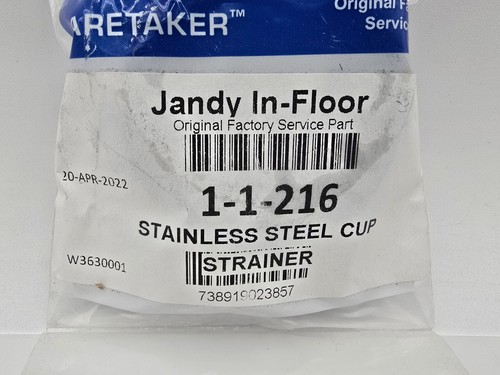 ARETAKER™
Original F
Servic
Jandy In-Floor
Original Factory Service Part
20-APR-2022
1-1-216
STAINLESS STEEL CUP
W3630001
STRAINER
738919023857